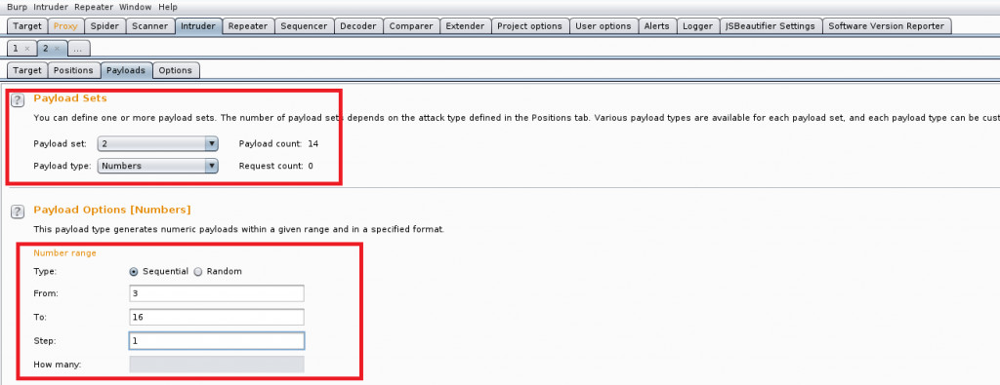 Burp Intruder Repeater Window Help
Target Proxy Spider Scanner Intruder Repeater Sequencer Decoder Comparer Extender Project options User options Alerts Logger JSBeautifier Settings Software Version Reporter
1 × 2 × ...
Target Positions Payloads Options
? Payload Sets
You can define one or more payload sets. The number of payload sets depends on the attack type defined in the Positions tab. Various payload types are available for each payload set, and each payload type can be cust
Payload set: 2 Payload count: 14
Payload type: Numbers Request count: 0
? Payload Options [Numbers]
This payload type generates numeric payloads within a given range and in a specified format.
Number range
Type: Sequential Random
From: 3
To: 16
Step: 1
How many: